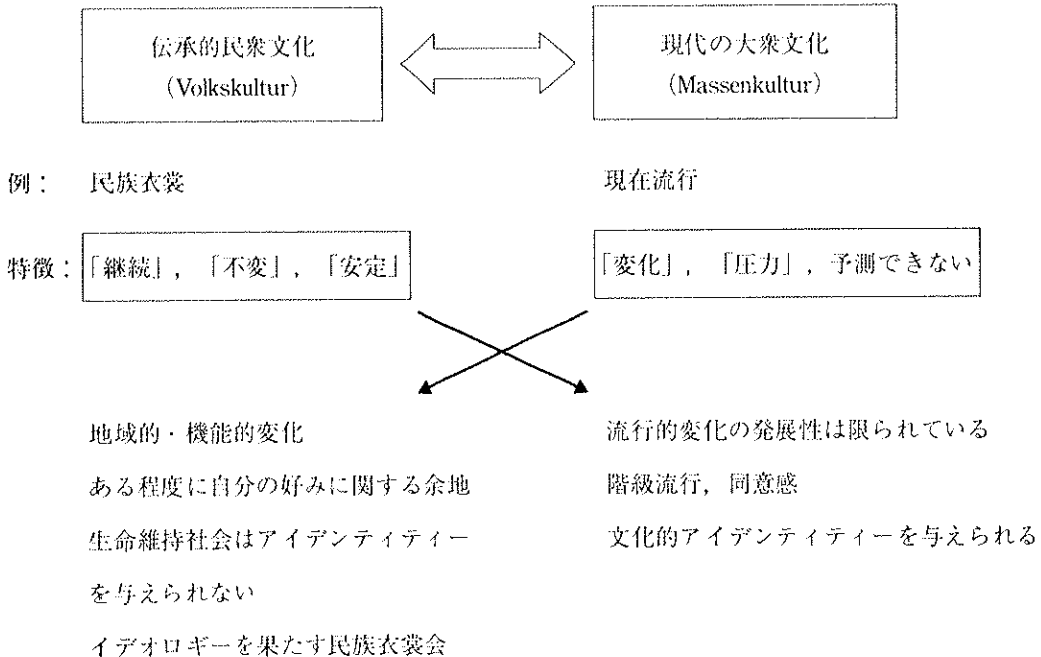 伝承的民衆文化
(Volkskultur)
現代の大衆文化
(Massenkultur)
例： 民族衣裳
現在流行
特徴： 「継続」，「不変」，「安定」
「変化」，「圧力」，予測できない
地域的・機能的変化
ある程度に自分の好みに関する余地
生命維持社会はアイデンティティー
を与えられない
イデオロギーを果たす民族衣裳会
流行的変化の発展性は限られている
階級流行，同意感
文化的アイデンティティーを与えられる